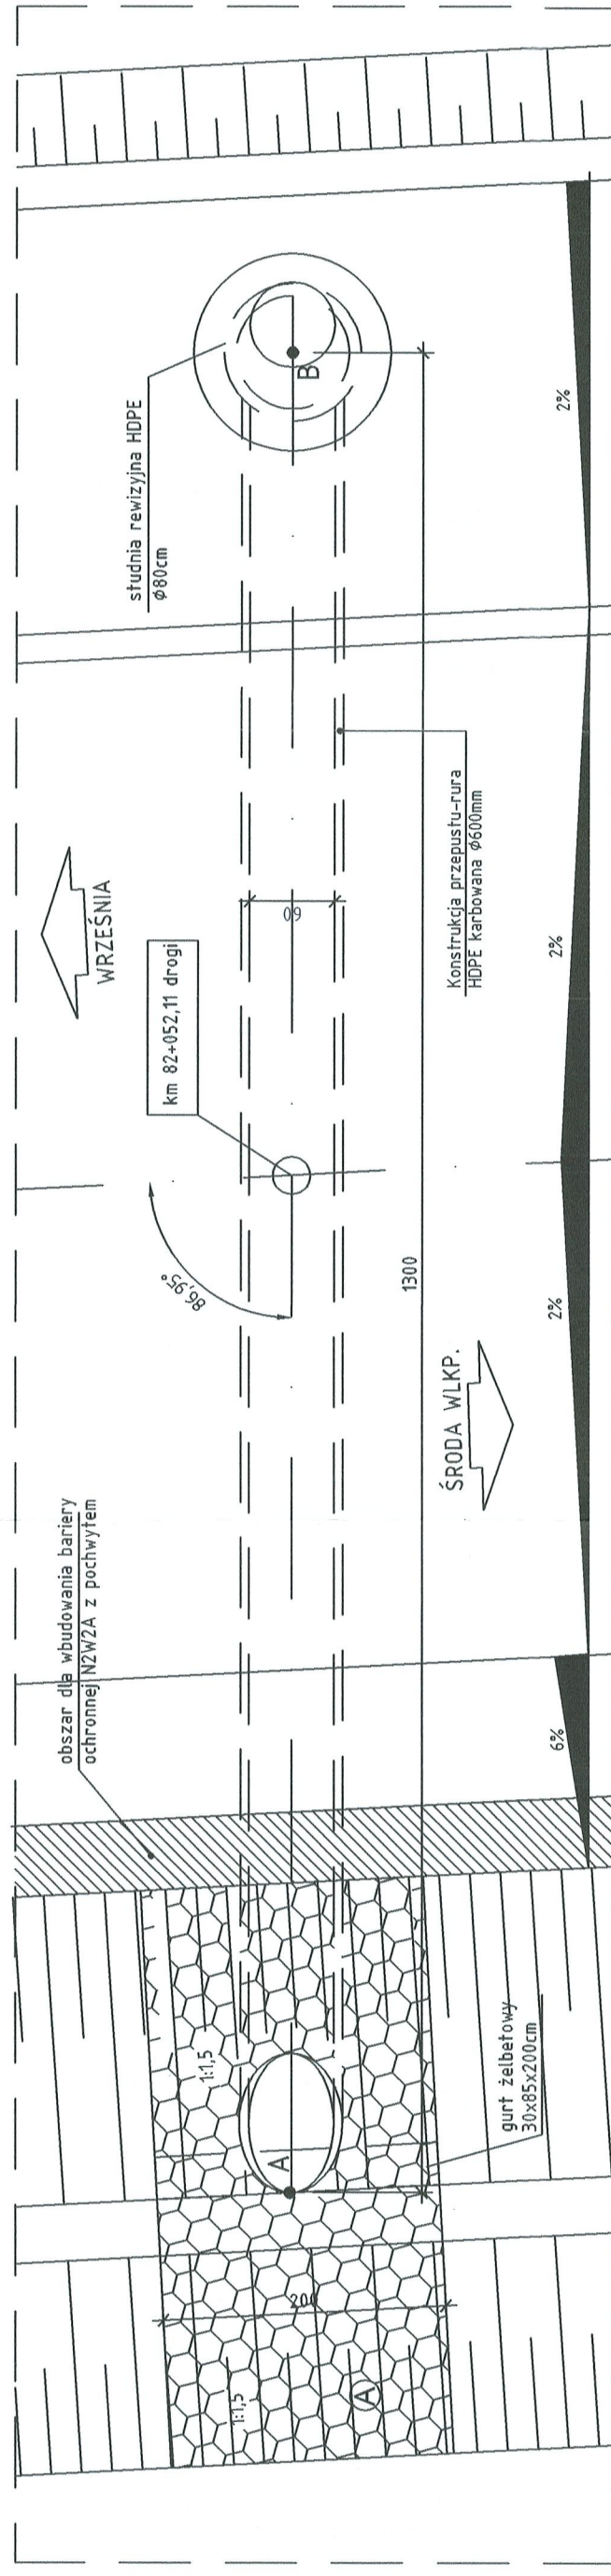 studnia rewizyjna HDPE
φ80cm
B
2%
WRZEŚNIA
km 82+052,11 drogi
60
Konstrukcja przepustu-rura
HDPE karbowana φ600mm
2%
86,95°
1300
2%
ŚRODA WLKP.
obszar dla wbudowania bariery
ochronnej N2W2A z pochwytem
6%
1:1,5
A
gurt żelbetowy
30x85x200cm
200
1:1,5
A